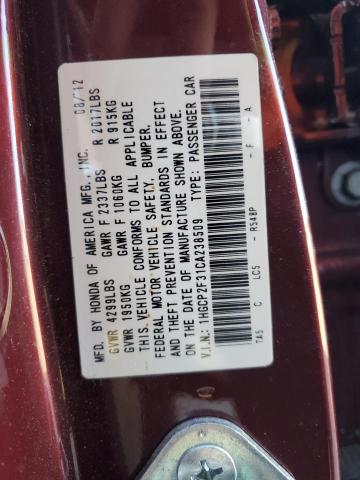 MFD. BY HONDA OF AMERICA MFG., INC. 08/12
GVWR 4299LBS GAWR F 2337LBS R 2017LBS
GVWR 1950KG GAWR F 1060KG R 915KG
THIS VEHICLE CONFORMS TO ALL APPLICABLE
FEDERAL MOTOR VEHICLE SAFETY, BUMPER,
AND THEFT PREVENTION STANDARDS IN EFFECT
ON THE DATE OF MANUFACTURE SHOWN ABOVE.
V.I.N.: 1HGCP2F31CA238509 TYPE: PASSENGER CAR
TA5 C LC5 - R548P - F - A